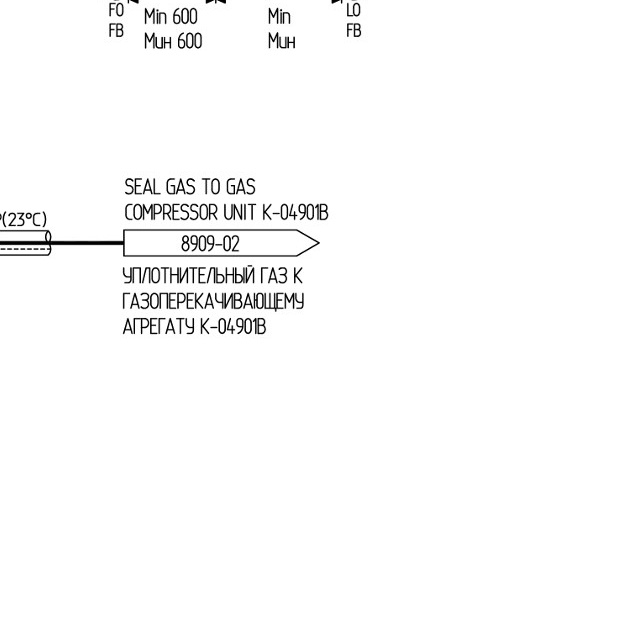 FO
FB
Min 600
Мин 600
Min
Мин
LO
FB
(23°C)
SEAL GAS TO GAS
COMPRESSOR UNIT K-04901B
8909-02
УПЛОТНИТЕЛЬНЫЙ ГАЗ К
ГАЗОПЕРЕКАЧИВАЮЩЕМУ
АГРЕГАТУ K-04901B